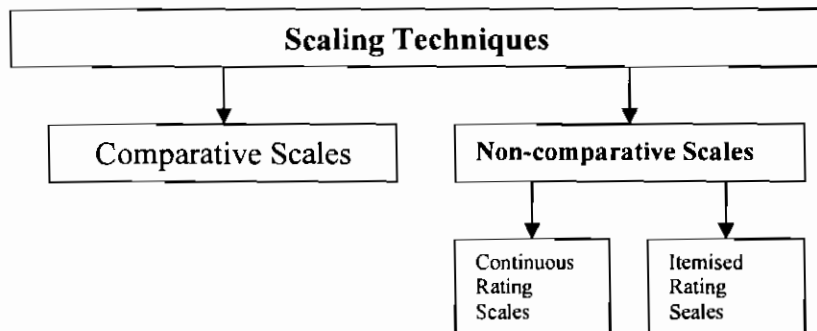 Scaling Techniques
Comparative Scales
Non-comparative Scales
Continuous
Rating
Scales
Itemised
Rating
Seales